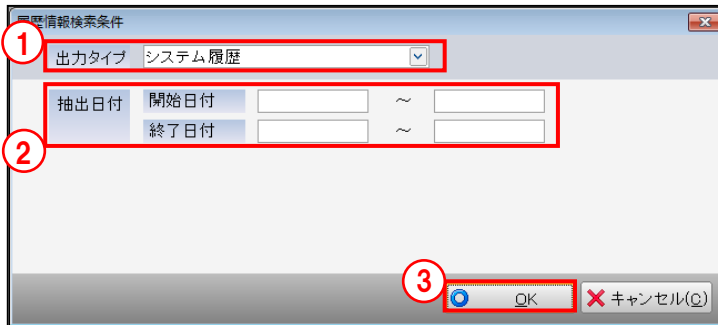 履歴情報検索条件
①
出力タイプ システム履歴
抽出日付 開始日付 ～
終了日付 ～
②
③
OK キャンセル(C)